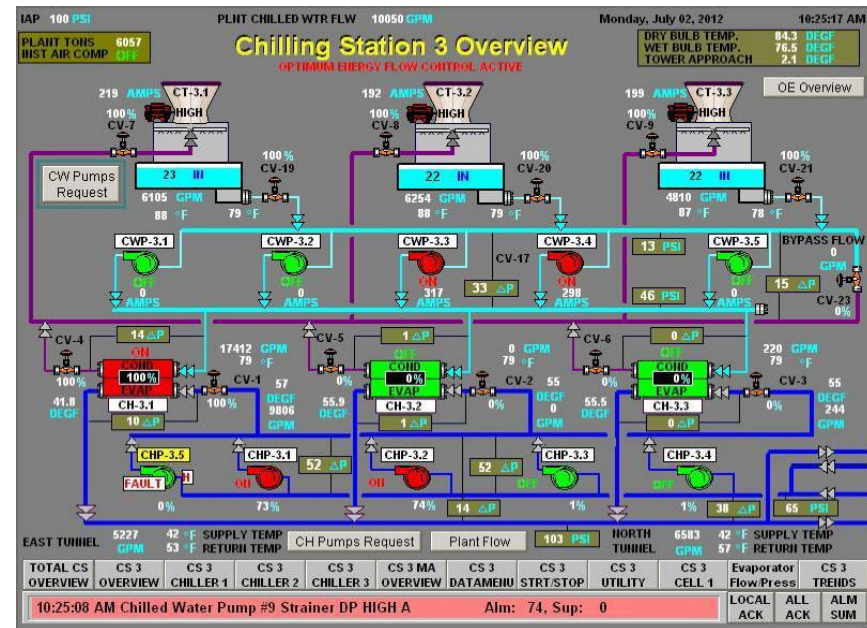 IAP 100 PSI PLNT CHILLED WTR FLW 10050 GPM Monday, July 02, 2012 10:25:17 AM
PLANT TONS 6057
INST AIR COMP OFF
Chilling Station 3 Overview
OPTIMUM ENERGY FLOW CONTROL ACTIVE
DRY BULB TEMP. 84.3 DEGF
WET BULB TEMP. 76.5 DEGF
TOWER APPROACH 2.1 DEGF
OE Overview
219 AMPS CT-3.1 192 AMPS CT-3.2 199 AMPS CT-3.3
100% HIGH 100% HIGH 100% HIGH
CV-7 CV-8 CV-9
CW Pumps Request
100% 100% 100%
CV-19 CV-20 CV-21
23 IN 22 IN 22 IN
6105 GPM 6254 GPM 4810 GPM
88 °F 79 °F 88 °F 79 °F 87 °F 78 °F
CWP-3.1 CWP-3.2 CWP-3.3 CWP-3.4 13 PSI CWP-3.5 BYPASS FLOW
0 GPM
CV-17
OFF OFF ON ON OFF
0 0 317 298 0
AMPS AMPS AMPS
33 △P 46 PSI 15 △P
CV-23
0%
CV-4 14 △P CV-5 1 △P CV-6 0 △P
ON OFF OFF
17412 GPM 0 GPM 220 GPM
79 °F 79 °F 79 °F
COND COND COND
100% 100% 0% 0% 0% 0%
EVAP EVAP EVAP
CV-1 CV-2 CV-3
100% 0% 0%
CH-3.1 CH-3.2 CH-3.3
41.8 DEGF 57 DEGF 55.9 DEGF 55 DEGF 55.5 DEGF 55 DEGF
9806 GPM 0 GPM 244 GPM
10 △P 1 △P 0 △P
CHP-3.5 CHP-3.1 CHP-3.2 CHP-3.3 CHP-3.4
FAULT H ON 52 △P ON 52 △P OFF OFF
0% 73% 74% 14 △P 1% 1% 38 △P 65 PSI
EAST TUNNEL 5227 GPM 42 °F SUPPLY TEMP
53 °F RETURN TEMP
CH Pumps Request Plant Flow 103 PSI
NORTH TUNNEL 6583 GPM 42 °F SUPPLY TEMP
57 °F RETURN TEMP
TOTAL CS OVERVIEW CS 3 OVERVIEW CS 3 CHILLER 1 CS 3 CHILLER 2 CS 3 CHILLER 3 CS 3 MA OVERVIEW CS 3 DATAMENU CS 3 STRT/STOP CS 3 UTILITY CS 3 CELL 1 Evaporator Flow/Press CS 3 TRENDS
10:25:08 AM Chilled Water Pump #9 Strainer DP HIGH A Alm: 74, Sup: 0
LOCAL ACK ALL ACK ALM SUM